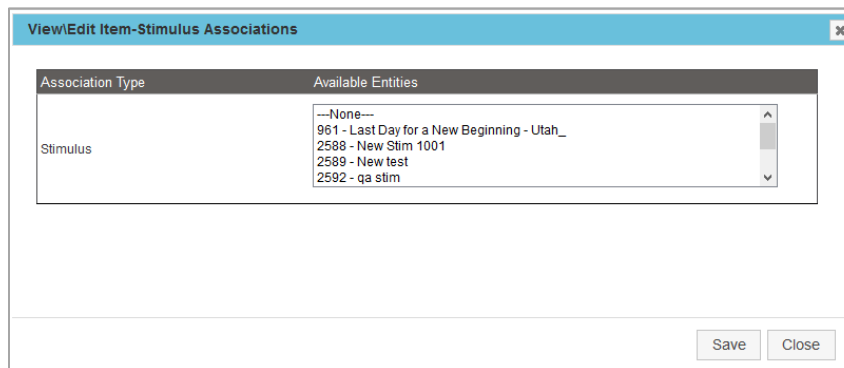 View\Edit Item-Stimulus Associations
Association Type Available Entities
Stimulus
---None---
961 - Last Day for a New Beginning - Utah_
2588 - New Stim 1001
2589 - New test
2592 - qa stim
Save Close